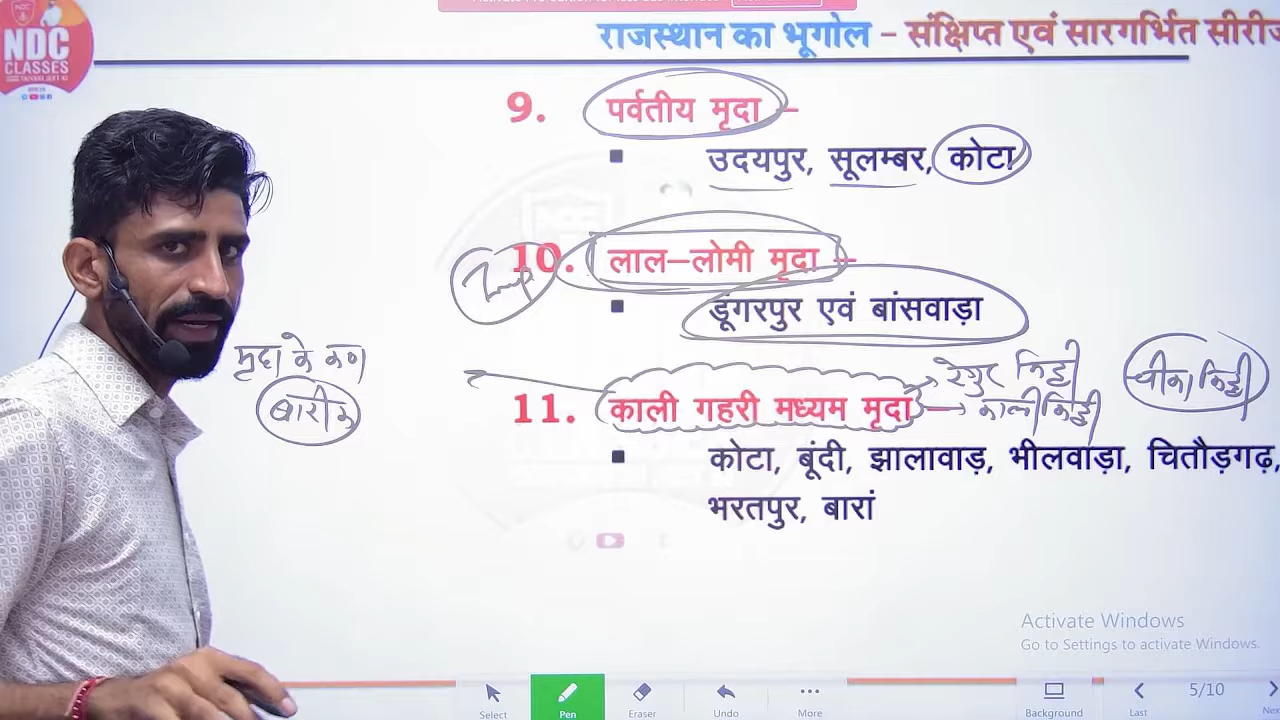 NDC
CLASSES
राजस्थान का भूगोल – संक्षिप्त एवं सारगर्भित सीरीज
9. पर्वतीय मृदा –
■ उदयपुर, सूलम्बर, कोटा
10. लाल–लोमी मृदा –
Imp
■ डूंगरपुर एवं बांसवाड़ा
मृदा के कण
बारीक
रेगुर मिट्टी
चीका मिट्टी
11. काली गहरी मध्यम मृदा –
काली मिट्टी
■ कोटा, बूंदी, झालावाड़, भीलवाड़ा, चितौड़गढ़,
भरतपुर, बारां
Activate Windows
Go to Settings to activate Windows.
Select Pen Eraser Undo More Background Last 5/10 Next